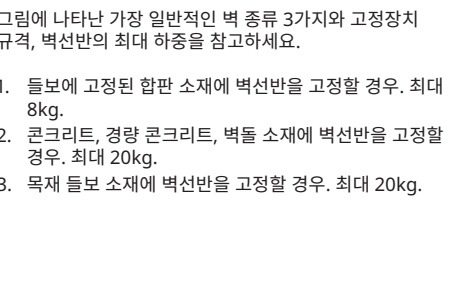 그림에 나타난 가장 일반적인 벽 종류 3가지와 고정장치
규격, 벽선반의 최대 하중을 참고하세요.
1. 들보에 고정된 합판 소재에 벽선반을 고정할 경우. 최대
8kg.
2. 콘크리트, 경량 콘크리트, 벽돌 소재에 벽선반을 고정할
경우. 최대 20kg.
3. 목재 들보 소재에 벽선반을 고정할 경우. 최대 20kg.